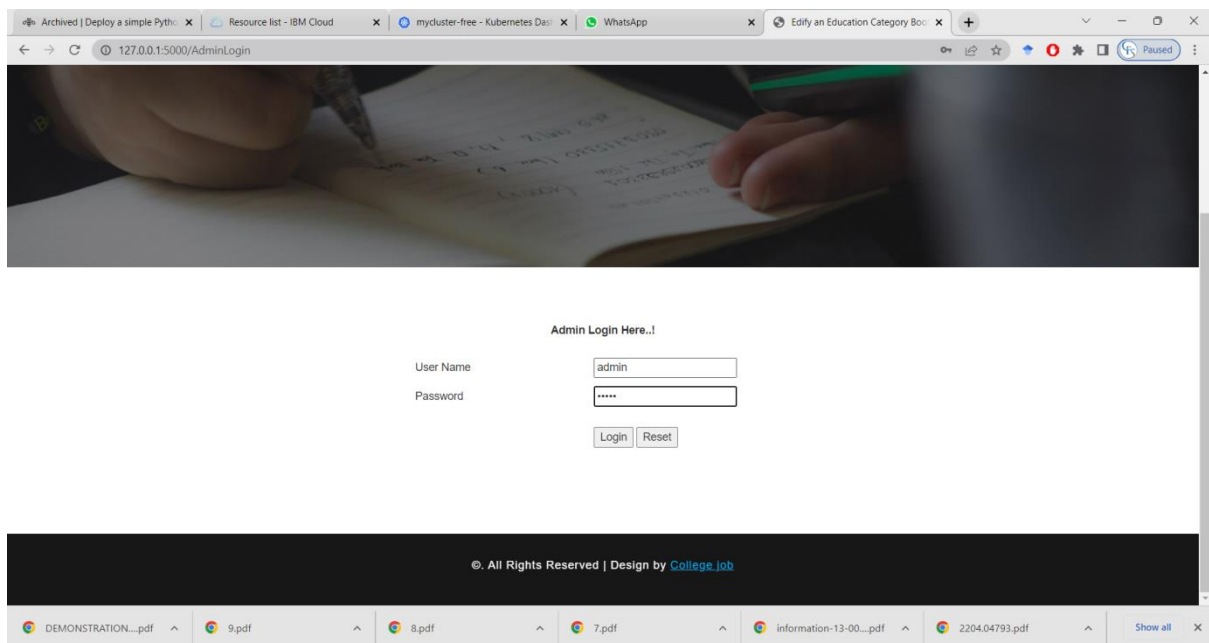 Archived | Deploy a simple Pytho
Resource list - IBM Cloud
mycluster-free - Kubernetes Dash
WhatsApp
Edify an Education Category Boo
127.0.0.1:5000/AdminLogin
Paused
Admin Login Here..!
User Name
admin
Password
•••••
Login
Reset
©. All Rights Reserved | Design by College job
DEMONSTRATION....pdf
9.pdf
8.pdf
7.pdf
information-13-00....pdf
2204.04793.pdf
Show all